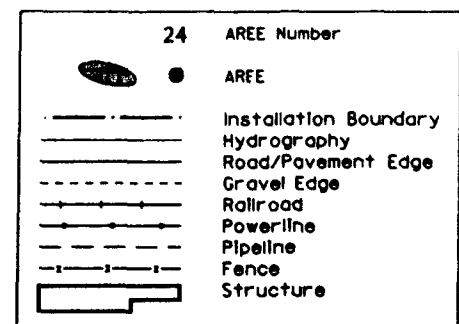 24 AREE Number
AREE
Installation Boundary
Hydrography
Road/Pavement Edge
Gravel Edge
Railroad
Powerline
Pipeline
Fence
Structure